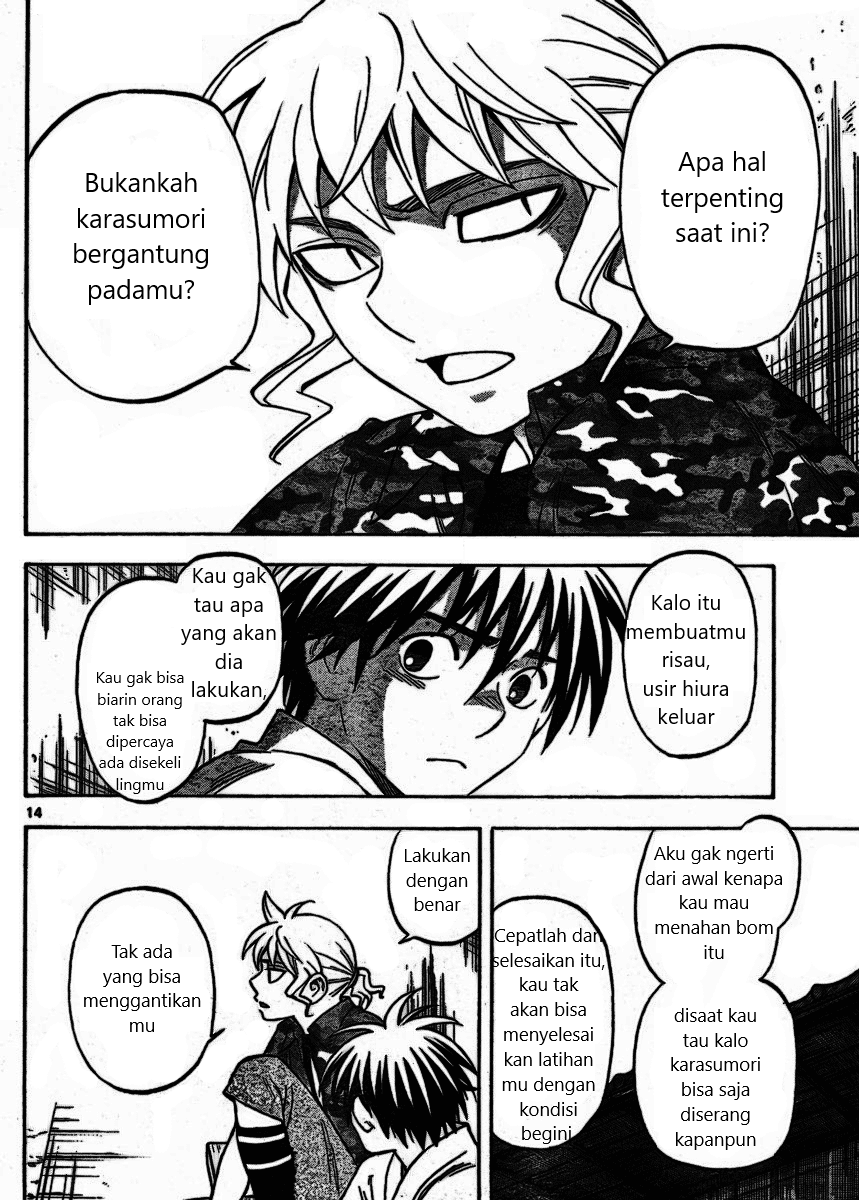 Apa hal
terpenting
saat ini?
Bukankah
karasumori
bergantung
padamu?
Kalo itu
membuatmu
risau,
usir hiura
keluar
Kau gak
tau apa
yang akan
dia
lakukan,
Kau gak bisa
biarin orang
tak bisa
dipercaya
ada disekeli
lingmu
14
Aku gak ngerti
dari awal kenapa
kau mau
menahan bom
itu
disaat kau
tau kalo
karasumori
bisa saja
diserang
kapanpun
Cepatlah dan
selesaikan itu,
kau tak
akan bisa
menyelesai
kan latihan
mu dengan
kondisi
begini
Lakukan
dengan
benar
Tak ada
yang bisa
menggantikan
mu